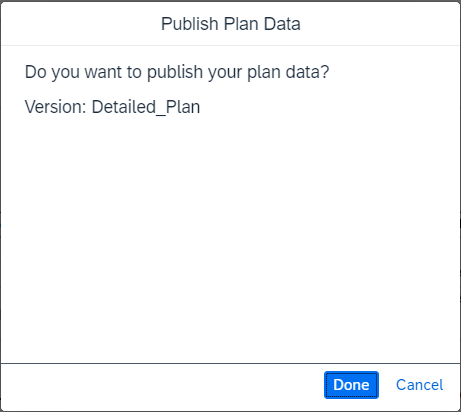 Publish Plan Data
Do you want to publish your plan data?
Version: Detailed_Plan
Done Cancel